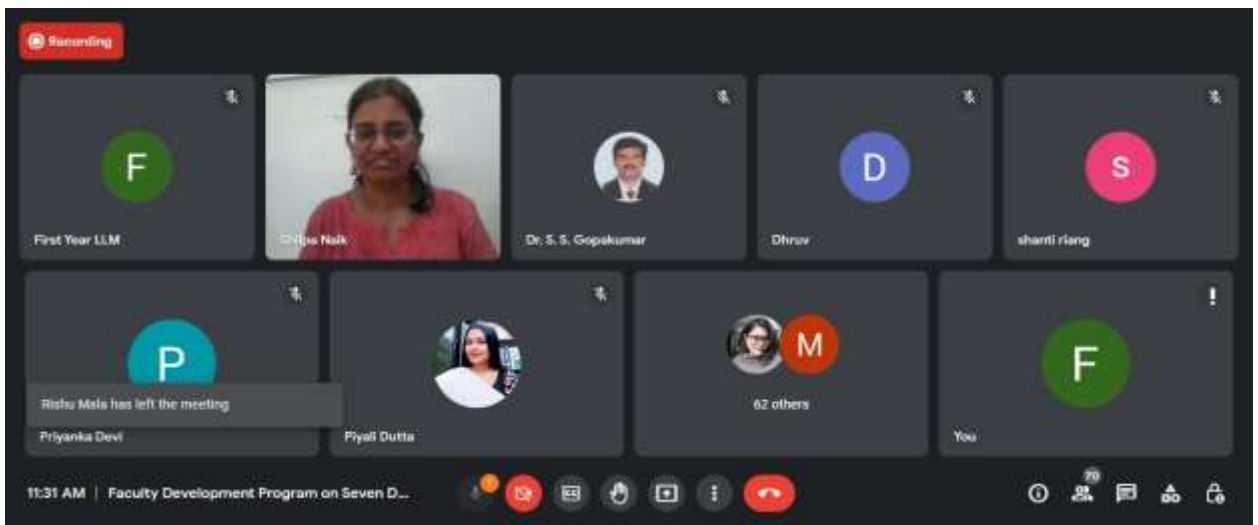 Recording
F
First Year LLM
Shilpa Naik
Dr. S. S. Gopakumar
D
Dhruv
S
shanti riang
P
Rishu Mala has left the meeting
Priyanka Devi
Piyali Dutta
M
62 others
F
You
11:31 AM | Faculty Development Program on Seven D...
CC
70